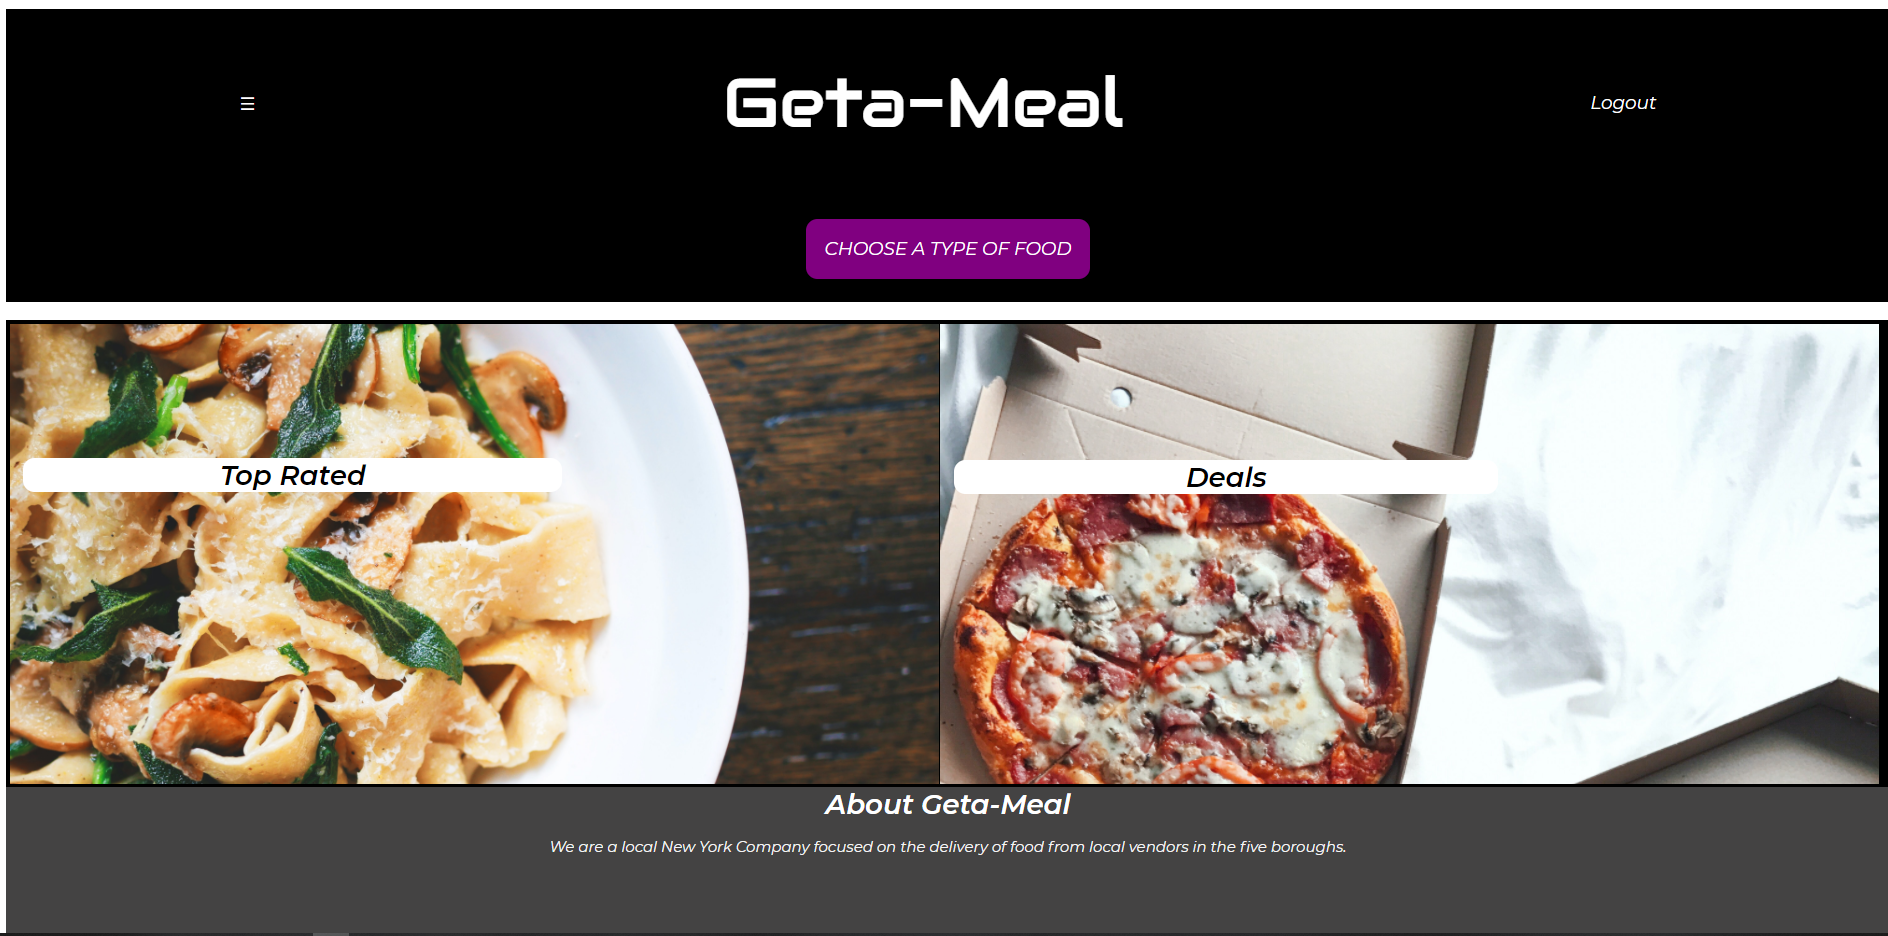 ☰ Geta-Meal Logout
CHOOSE A TYPE OF FOOD
Top Rated
Deals
About Geta-Meal
We are a local New York Company focused on the delivery of food from local vendors in the five boroughs.